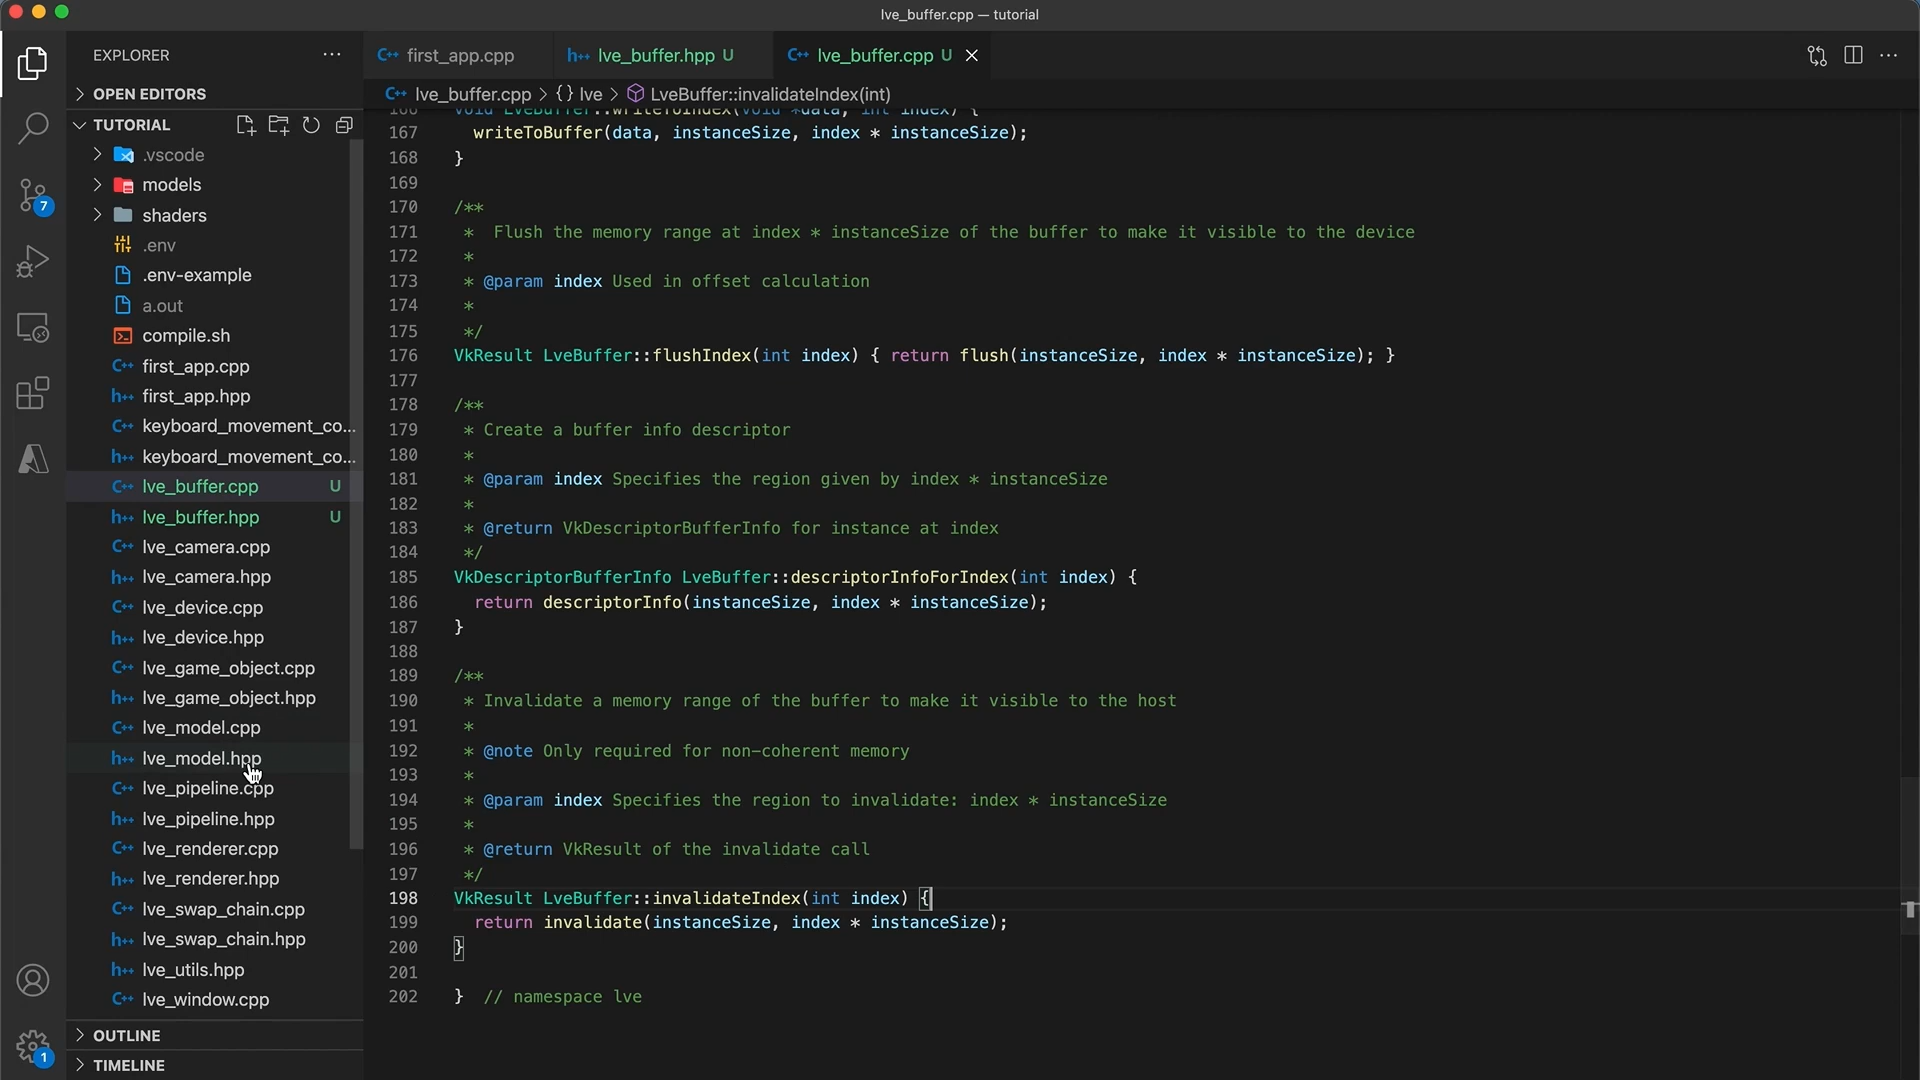 lve_buffer.cpp — tutorial
EXPLORER
first_app.cpp
lve_buffer.hpp U
lve_buffer.cpp U
OPEN EDITORS
lve_buffer.cpp > {} lve > LveBuffer::invalidateIndex(int)
TUTORIAL
.vscode
models
shaders
.env
.env-example
a.out
compile.sh
first_app.cpp
first_app.hpp
keyboard_movement_co...
keyboard_movement_co...
lve_buffer.cpp U
lve_buffer.hpp U
lve_camera.cpp
lve_camera.hpp
lve_device.cpp
lve_device.hpp
lve_game_object.cpp
lve_game_object.hpp
lve_model.cpp
lve_model.hpp
lve_pipeline.cpp
lve_pipeline.hpp
lve_renderer.cpp
lve_renderer.hpp
lve_swap_chain.cpp
lve_swap_chain.hpp
lve_utils.hpp
lve_window.cpp
OUTLINE
TIMELINE
7
1
166 void LveBuffer::writeToIndex(void *data, int index) {
167 writeToBuffer(data, instanceSize, index * instanceSize);
168 }
169
170 /**
171 * Flush the memory range at index * instanceSize of the buffer to make it visible to the device
172 *
173 * @param index Used in offset calculation
174 *
175 */
176 VkResult LveBuffer::flushIndex(int index) { return flush(instanceSize, index * instanceSize); }
177
178 /**
179 * Create a buffer info descriptor
180 *
181 * @param index Specifies the region given by index * instanceSize
182 *
183 * @return VkDescriptorBufferInfo for instance at index
184 */
185 VkDescriptorBufferInfo LveBuffer::descriptorInfoForIndex(int index) {
186 return descriptorInfo(instanceSize, index * instanceSize);
187 }
188
189 /**
190 * Invalidate a memory range of the buffer to make it visible to the host
191 *
192 * @note Only required for non-coherent memory
193 *
194 * @param index Specifies the region to invalidate: index * instanceSize
195 *
196 * @return VkResult of the invalidate call
197 */
198 VkResult LveBuffer::invalidateIndex(int index) {
199 return invalidate(instanceSize, index * instanceSize);
200 }
201
202 } // namespace lve